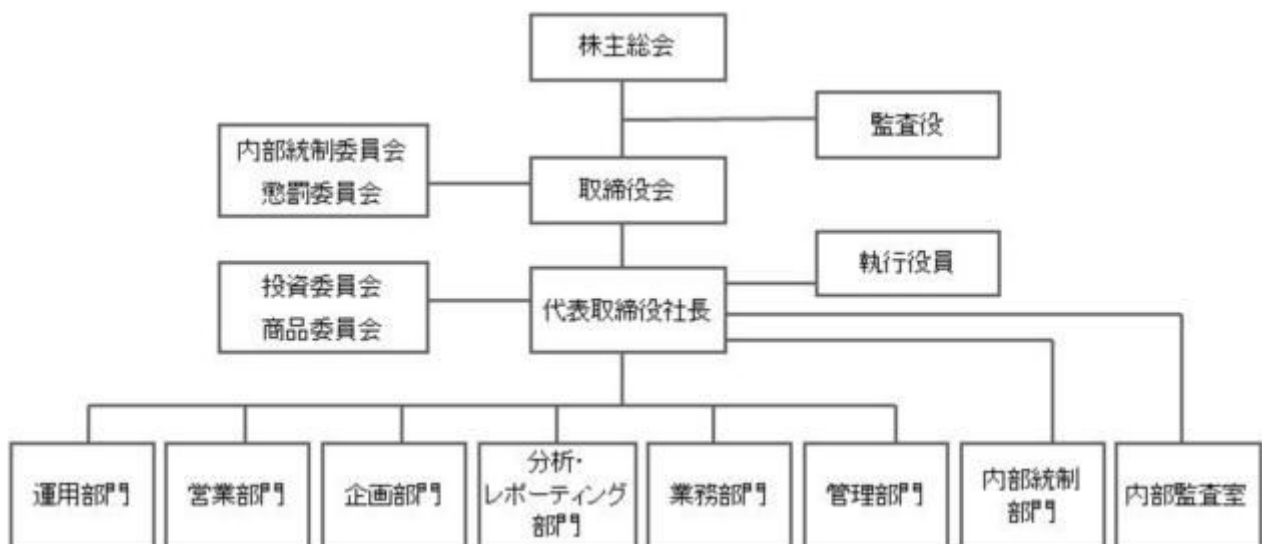 株主総会
監査役
内部統制委員会
懲罰委員会
取締役会
執行役員
投資委員会
商品委員会
代表取締役社長
運用部門
営業部門
企画部門
分析・
レポーティング
部門
業務部門
管理部門
内部統制
部門
内部監査室